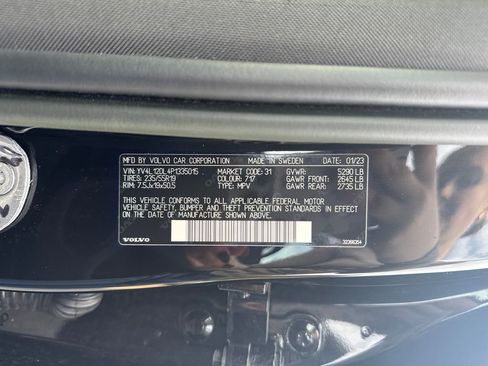 MFD BY VOLVO CAR CORPORATION MADE IN SWEDEN DATE: 01/23
VIN: YV4L12DL4P1335015 MARKET CODE: 31 GVWR: 5290 LB
TIRES: 235/55R19 COLOUR: 717 GAWR FRONT: 2645 LB
RIM: 7.5Jx19x50.5 TYPE: MPV GAWR REAR: 2735 LB
THIS VEHICLE CONFORMS TO ALL APPLICABLE FEDERAL MOTOR
VEHICLE SAFETY, BUMPER, AND THEFT PREVENTION STANDARDS IN
EFFECT ON THE DATE OF MANUFACTURE SHOWN ABOVE.
VOLVO 32366354